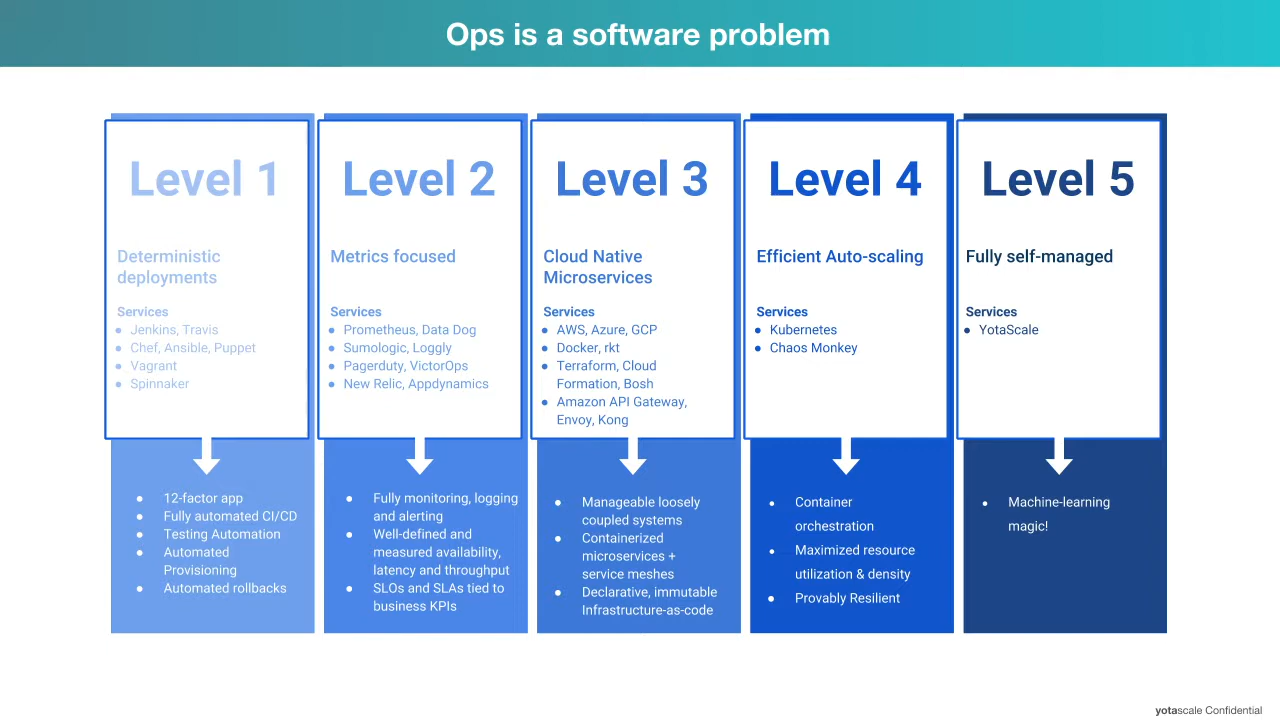 Ops is a software problem
Level 1
Deterministic
deployments
Services
● Jenkins, Travis
● Chef, Ansible, Puppet
● Vagrant
● Spinnaker
● 12-factor app
● Fully automated CI/CD
● Testing Automation
● Automated
Provisioning
● Automated rollbacks
Level 2
Metrics focused
Services
● Prometheus, Data Dog
● Sumologic, Loggly
● Pagerduty, VictorOps
● New Relic, Appdynamics
● Fully monitoring, logging
and alerting
● Well-defined and
measured availability,
latency and throughput
● SLOs and SLAs tied to
business KPIs
Level 3
Cloud Native
Microservices
Services
● AWS, Azure, GCP
● Docker, rkt
● Terraform, Cloud
Formation, Bosh
● Amazon API Gateway,
Envoy, Kong
● Manageable loosely
coupled systems
● Containerized
microservices +
service meshes
● Declarative, immutable
Infrastructure-as-code
Level 4
Efficient Auto-scaling
Services
● Kubernetes
● Chaos Monkey
● Container
orchestration
● Maximized resource
utilization & density
● Provably Resilient
Level 5
Fully self-managed
Services
● YotaScale
● Machine-learning
magic!
yotascale Confidential